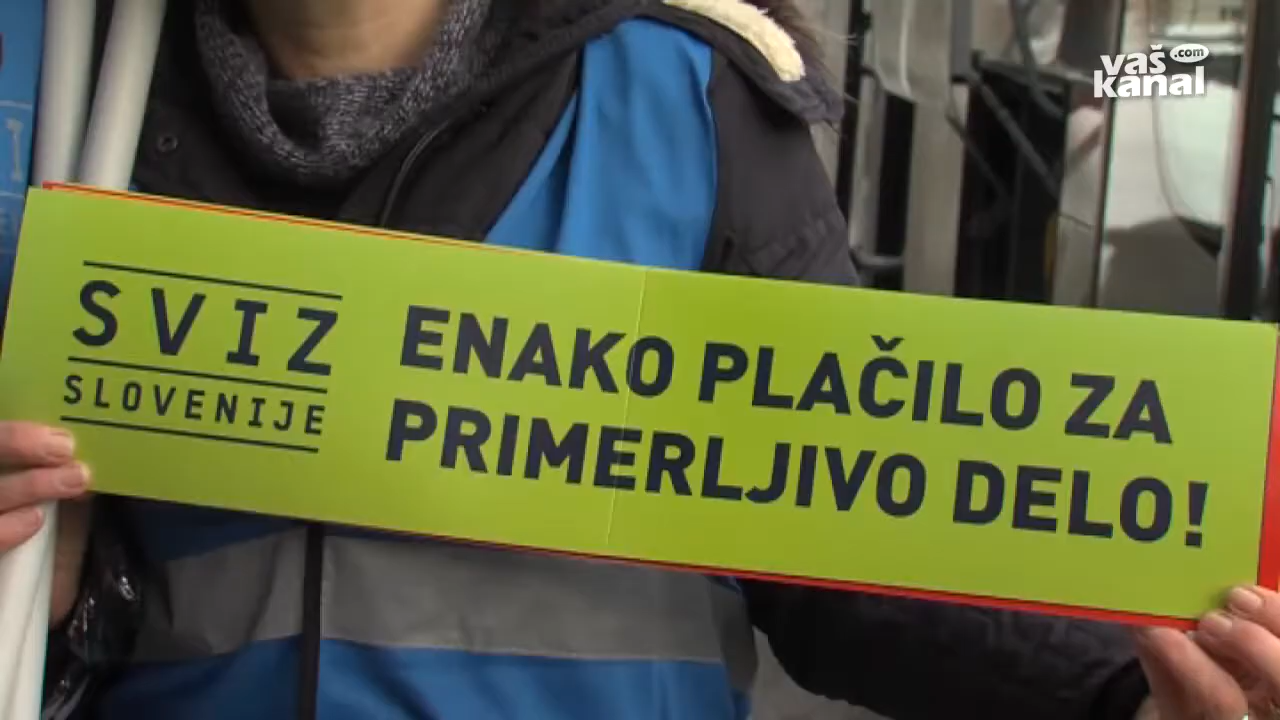 vaš
.com
kanal
SVIZ
SLOVENIJE
ENAKO PLAČILO ZA
PRIMERLJIVO DELO!